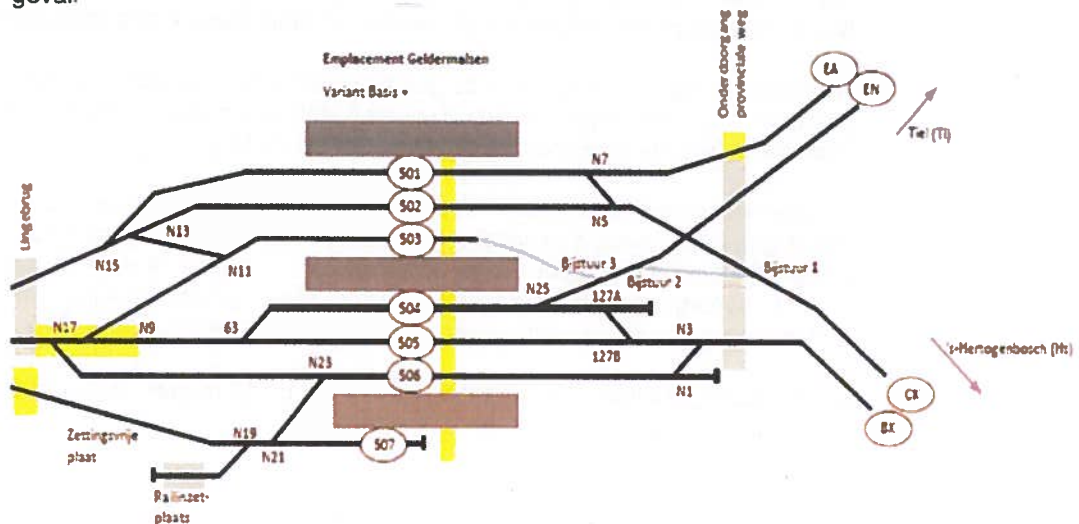 geval.
Emplacement Geldermalsen
Variant Basis +
Onderdoorgang
provinciale weg
EA
EN
Tiel (Tl)
N7
501
Lingebrug
502
N5
N13
503
N15
N11
Bijstuur 3
Bijstuur 1
Bijstuur 2
N25
127A
504
N17
N9
63
N3
505
's-Hertogenbosch (Ht)
127B
N23
506
N1
CX
BX
Zettingsvrije
plaat
N19
507
N21
Railinzet-
plaats